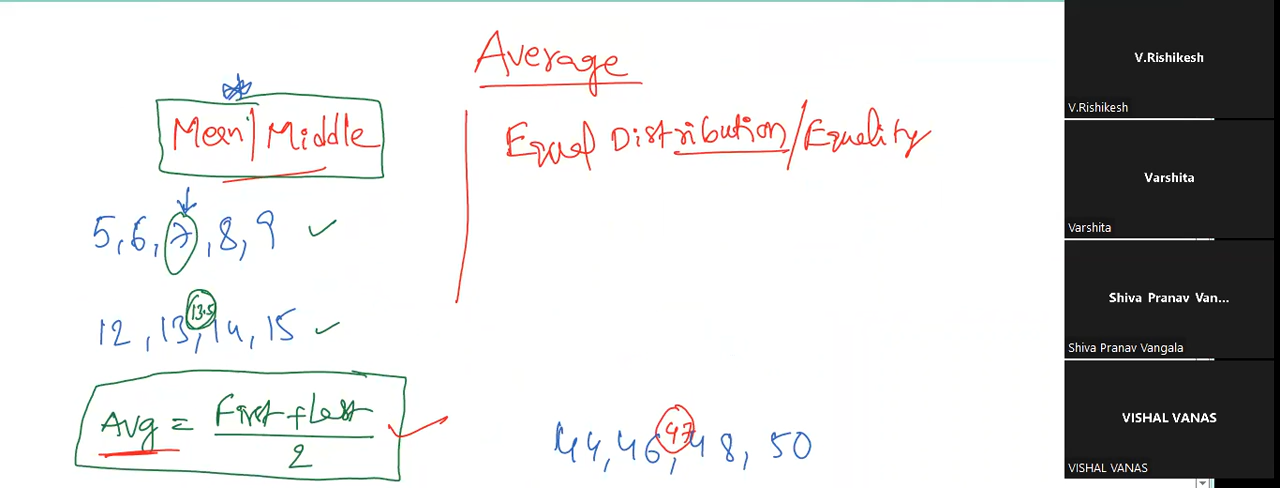 Average
Mean | Middle
Equal Distribution/Equality
5, 6, 7, 8, 9
13.5
12, 13, 14, 15
Avg = First + Last
2
47
44, 46, 48, 50
V.Rishikesh
V.Rishikesh
Varshita
Varshita
Shiva Pranav Van...
Shiva Pranav Vangala
VISHAL VANAS
VISHAL VANAS